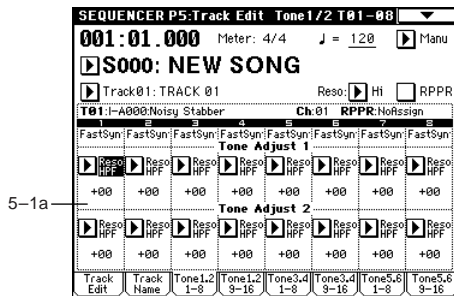 SEQUENCER P5:Track Edit Tone1/2 T01-08
001:01.000 Meter: 4/4 ♩ = 120 Manu
S000: NEW SONG
Track01: TRACK 01 Reso: Hi RPPR
T01:I-A000:Noisy Stabber Ch:01 RPPR:NoAssign
1 2 3 4 5 6 7 8
FastSyn FastSyn FastSyn FastSyn FastSyn FastSyn FastSyn FastSyn
Tone Adjust 1
Reso HPF Reso HPF Reso HPF Reso HPF Reso HPF Reso HPF Reso HPF Reso HPF
+00 +00 +00 +00 +00 +00 +00 +00
5-1a
Tone Adjust 2
Reso HPF Reso HPF Reso HPF Reso HPF Reso HPF Reso HPF Reso HPF Reso HPF
+00 +00 +00 +00 +00 +00 +00 +00
Track Edit Track Name Tone1.2 1-8 Tone1.2 9-16 Tone3.4 1-8 Tone3.4 9-16 Tone5.6 1-8 Tone5.6 9-16